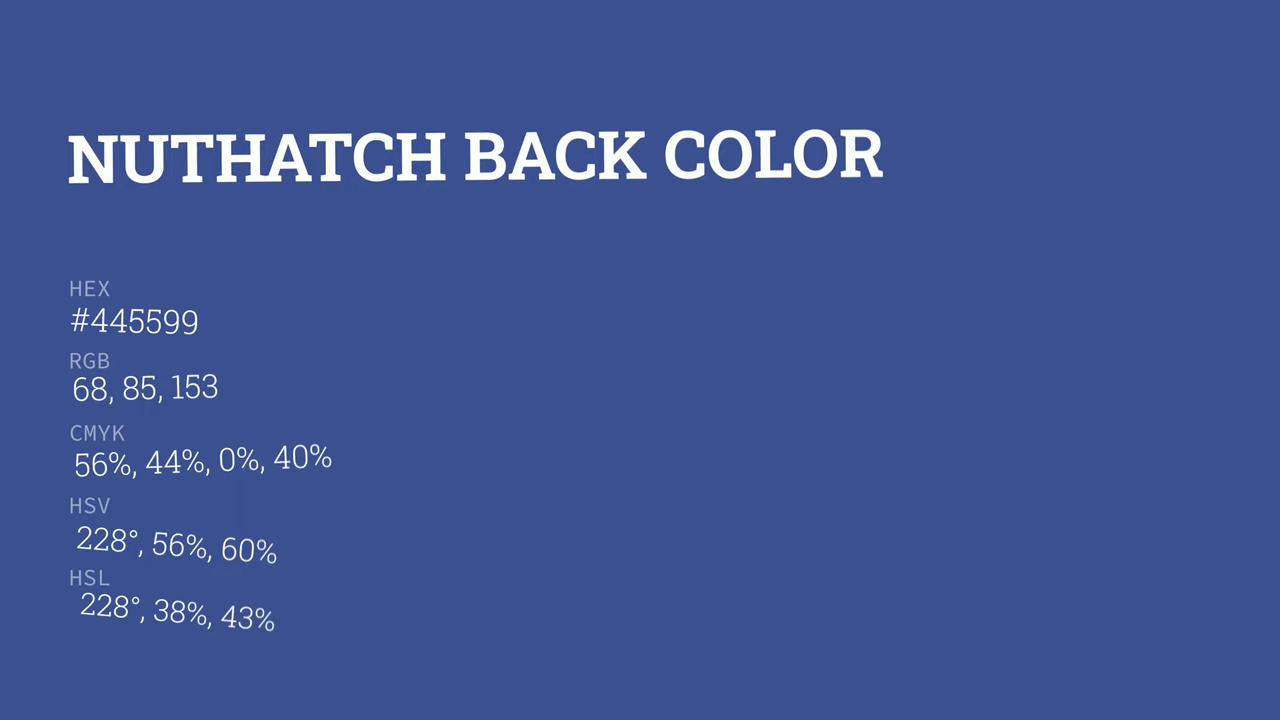 NUTHATCH BACK COLOR
HEX
#445599
RGB
68, 85, 153
CMYK
56%, 44%, 0%, 40%
HSV
228°, 56%, 60%
HSL
228°, 38%, 43%